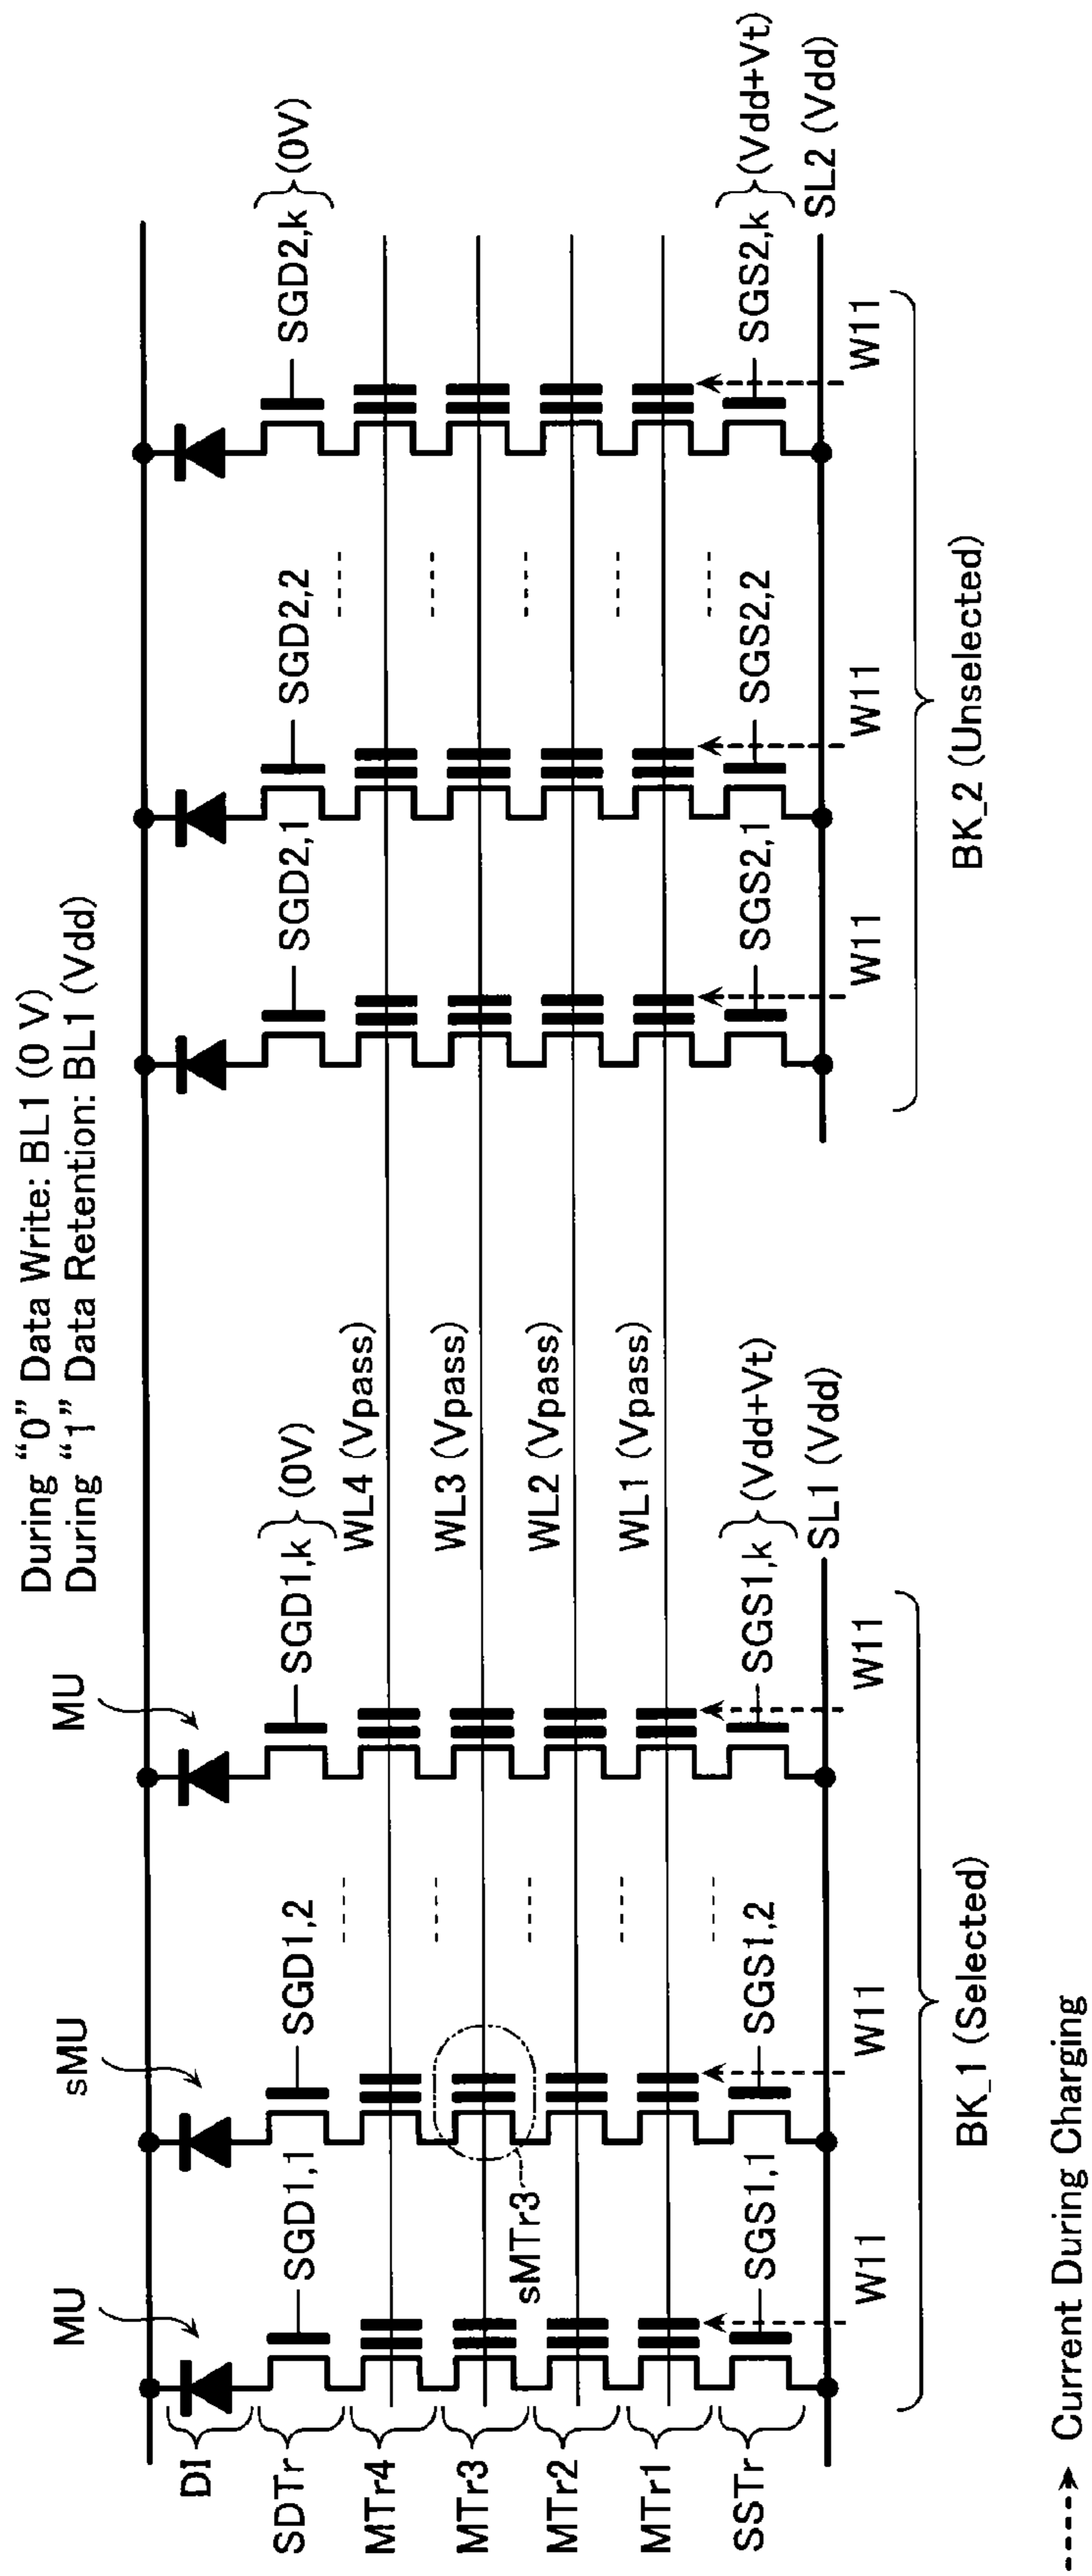 During “0” Data Write: BL1 (0 V)
During “1” Data Retention: BL1 (Vdd)
MU
sMU
MU
DI
SDTr
MTr4
MTr3
MTr2
MTr1
SSTr
SGD1,1
SGD1,2
SGD1,k
(0V)
SGD2,1
SGD2,2
SGD2,k
(0V)
WL4 (Vpass)
WL3 (Vpass)
WL2 (Vpass)
WL1 (Vpass)
sMTr3
SGS1,1
SGS1,2
SGS1,k
(Vdd+Vt)
SL1 (Vdd)
SGS2,1
SGS2,2
SGS2,k
(Vdd+Vt)
SL2 (Vdd)
W11
W11
W11
W11
W11
W11
BK_1 (Selected)
BK_2 (Unselected)
Current During Charging